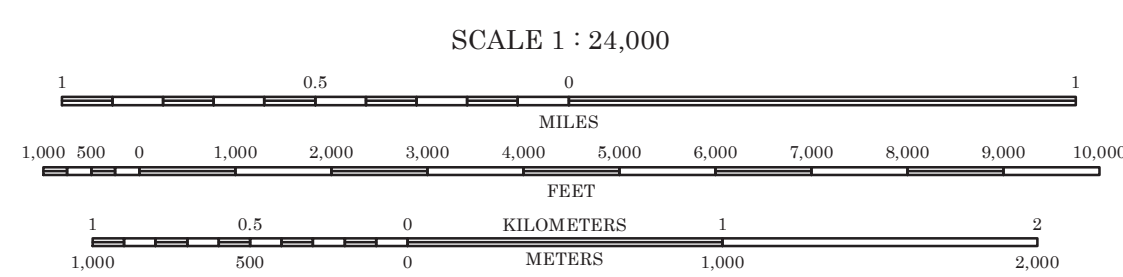 SCALE 1 : 24,000
1 0.5 0 1
MILES
1,000 500 0 1,000 2,000 3,000 4,000 5,000 6,000 7,000 8,000 9,000 10,000
FEET
1 0.5 0 KILOMETERS 1 2
1,000 500 0 METERS 1,000 2,000